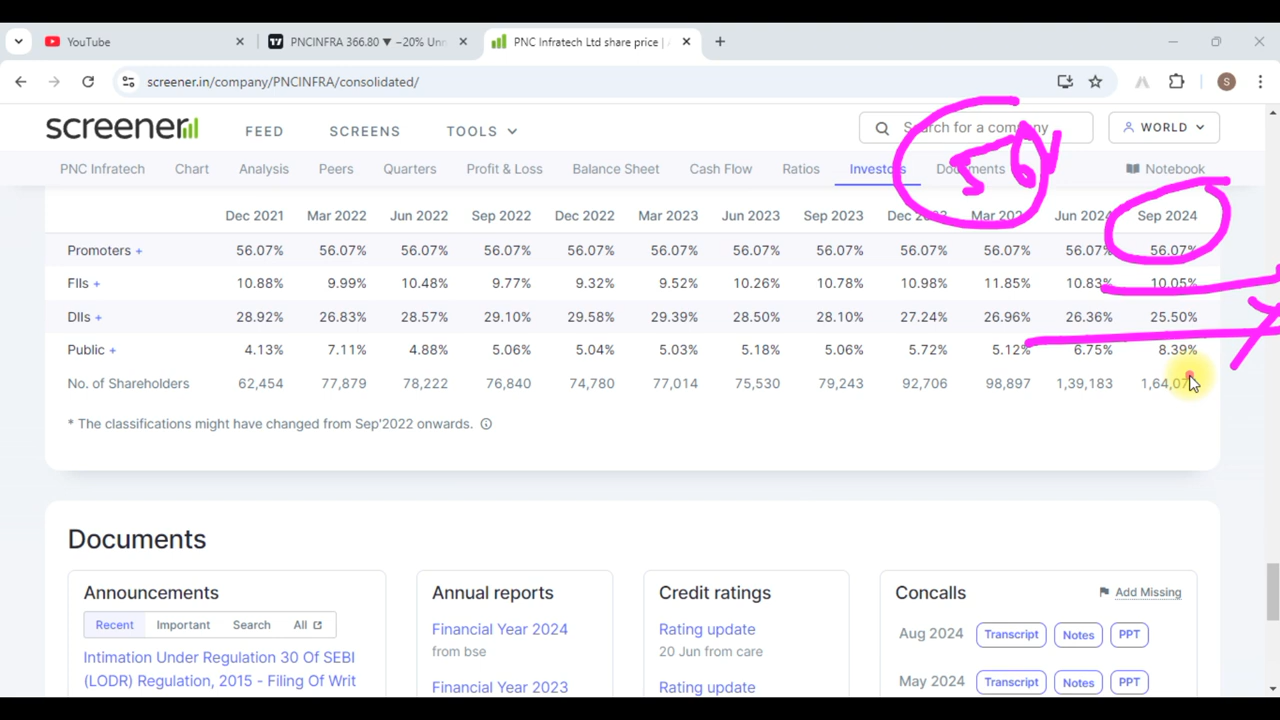 YouTube
PNCINFRA 366.80 ▼ −20% Unn
PNC Infratech Ltd share price |
screener.in/company/PNCINFRA/consolidated/
S
screener
FEED SCREENS TOOLS
Search for a company
WORLD
PNC Infratech Chart Analysis Peers Quarters Profit & Loss Balance Sheet Cash Flow Ratios Investors Documents Notebook
56
Dec 2021 Mar 2022 Jun 2022 Sep 2022 Dec 2022 Mar 2023 Jun 2023 Sep 2023 Dec 2023 Mar 2024 Jun 2024 Sep 2024
Promoters + 56.07% 56.07% 56.07% 56.07% 56.07% 56.07% 56.07% 56.07% 56.07% 56.07% 56.07% 56.07%
FIIs + 10.88% 9.99% 10.48% 9.77% 9.32% 9.52% 10.26% 10.78% 10.98% 11.85% 10.83% 10.05%
DIIs + 28.92% 26.83% 28.57% 29.10% 29.58% 29.39% 28.50% 28.10% 27.24% 26.96% 26.36% 25.50%
Public + 4.13% 7.11% 4.88% 5.06% 5.04% 5.03% 5.18% 5.06% 5.72% 5.12% 6.75% 8.39%
No. of Shareholders 62,454 77,879 78,222 76,840 74,780 77,014 75,530 79,243 92,706 98,897 1,39,183
* The classifications might have changed from Sep'2022 onwards.
Documents
Announcements
Recent Important Search All
Intimation Under Regulation 30 Of SEBI
(LODR) Regulation, 2015 - Filing Of Writ
Annual reports
Financial Year 2024
from bse
Financial Year 2023
Credit ratings
Rating update
20 Jun from care
Rating update
Concalls
Add Missing
Aug 2024 Transcript Notes PPT
May 2024 Transcript Notes PPT